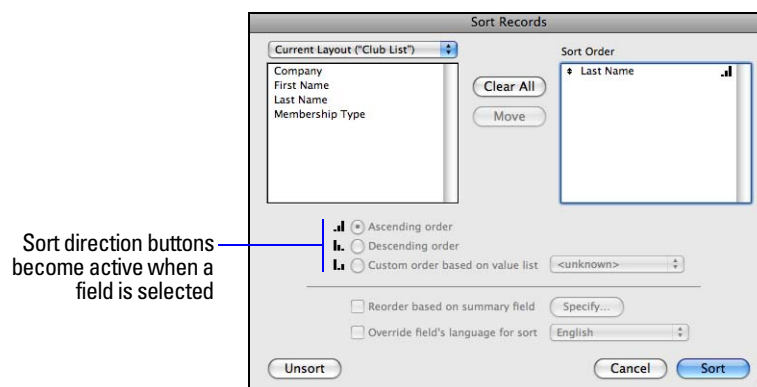 Sort Records
Current Layout ("Club List")
Sort Order
Company
First Name
Last Name
Membership Type
Clear All
Move
Last Name
Sort direction buttons
become active when a
field is selected
Ascending order
Descending order
Custom order based on value list
<unknown>
Reorder based on summary field
Specify...
Override field's language for sort
English
Unsort
Cancel
Sort